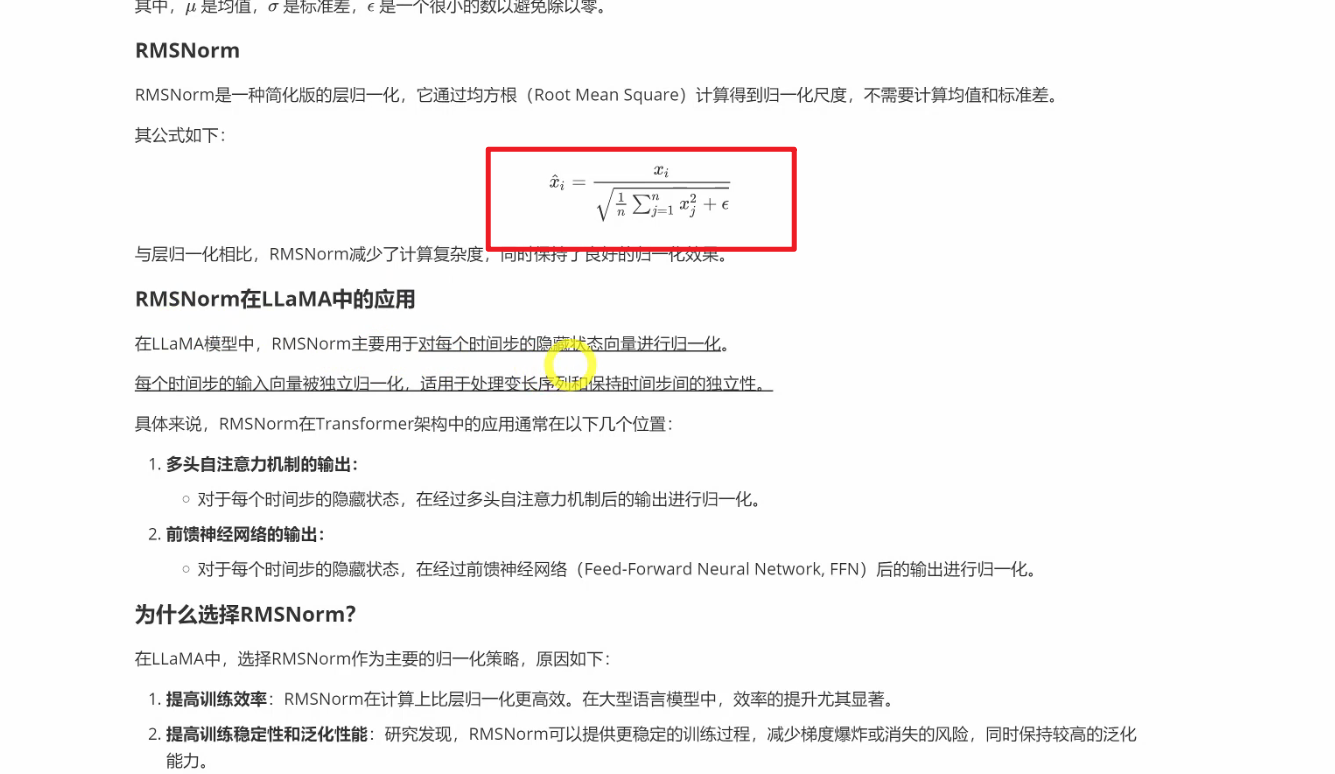 其中，μ 是均值，σ 是标准差，ϵ 是一个很小的数以避免除以零。
RMSNorm
RMSNorm是一种简化版的层归一化，它通过均方根（Root Mean Square）计算得到归一化尺度，不需要计算均值和标准差。
其公式如下：
x̂ᵢ = xᵢ / √(1/n ∑ⁿⱼ₌₁ xⱼ² + ϵ)
与层归一化相比，RMSNorm减少了计算复杂度，同时保持了良好的归一化效果。
RMSNorm在LLaMA中的应用
在LLaMA模型中，RMSNorm主要用于对每个时间步的隐藏状态向量进行归一化。
每个时间步的输入向量被独立归一化，适用于处理变长序列和保持时间步间的独立性。
具体来说，RMSNorm在Transformer架构中的应用通常在以下几个位置：
1. 多头自注意力机制的输出：
○ 对于每个时间步的隐藏状态，在经过多头自注意力机制后的输出进行归一化。
2. 前馈神经网络的输出：
○ 对于每个时间步的隐藏状态，在经过前馈神经网络（Feed-Forward Neural Network, FFN）后的输出进行归一化。
为什么选择RMSNorm？
在LLaMA中，选择RMSNorm作为主要的归一化策略，原因如下：
1. 提高训练效率：RMSNorm在计算上比层归一化更高效。在大型语言模型中，效率的提升尤其显著。
2. 提高训练稳定性和泛化性能：研究发现，RMSNorm可以提供更稳定的训练过程，减少梯度爆炸或消失的风险，同时保持较高的泛化
能力。